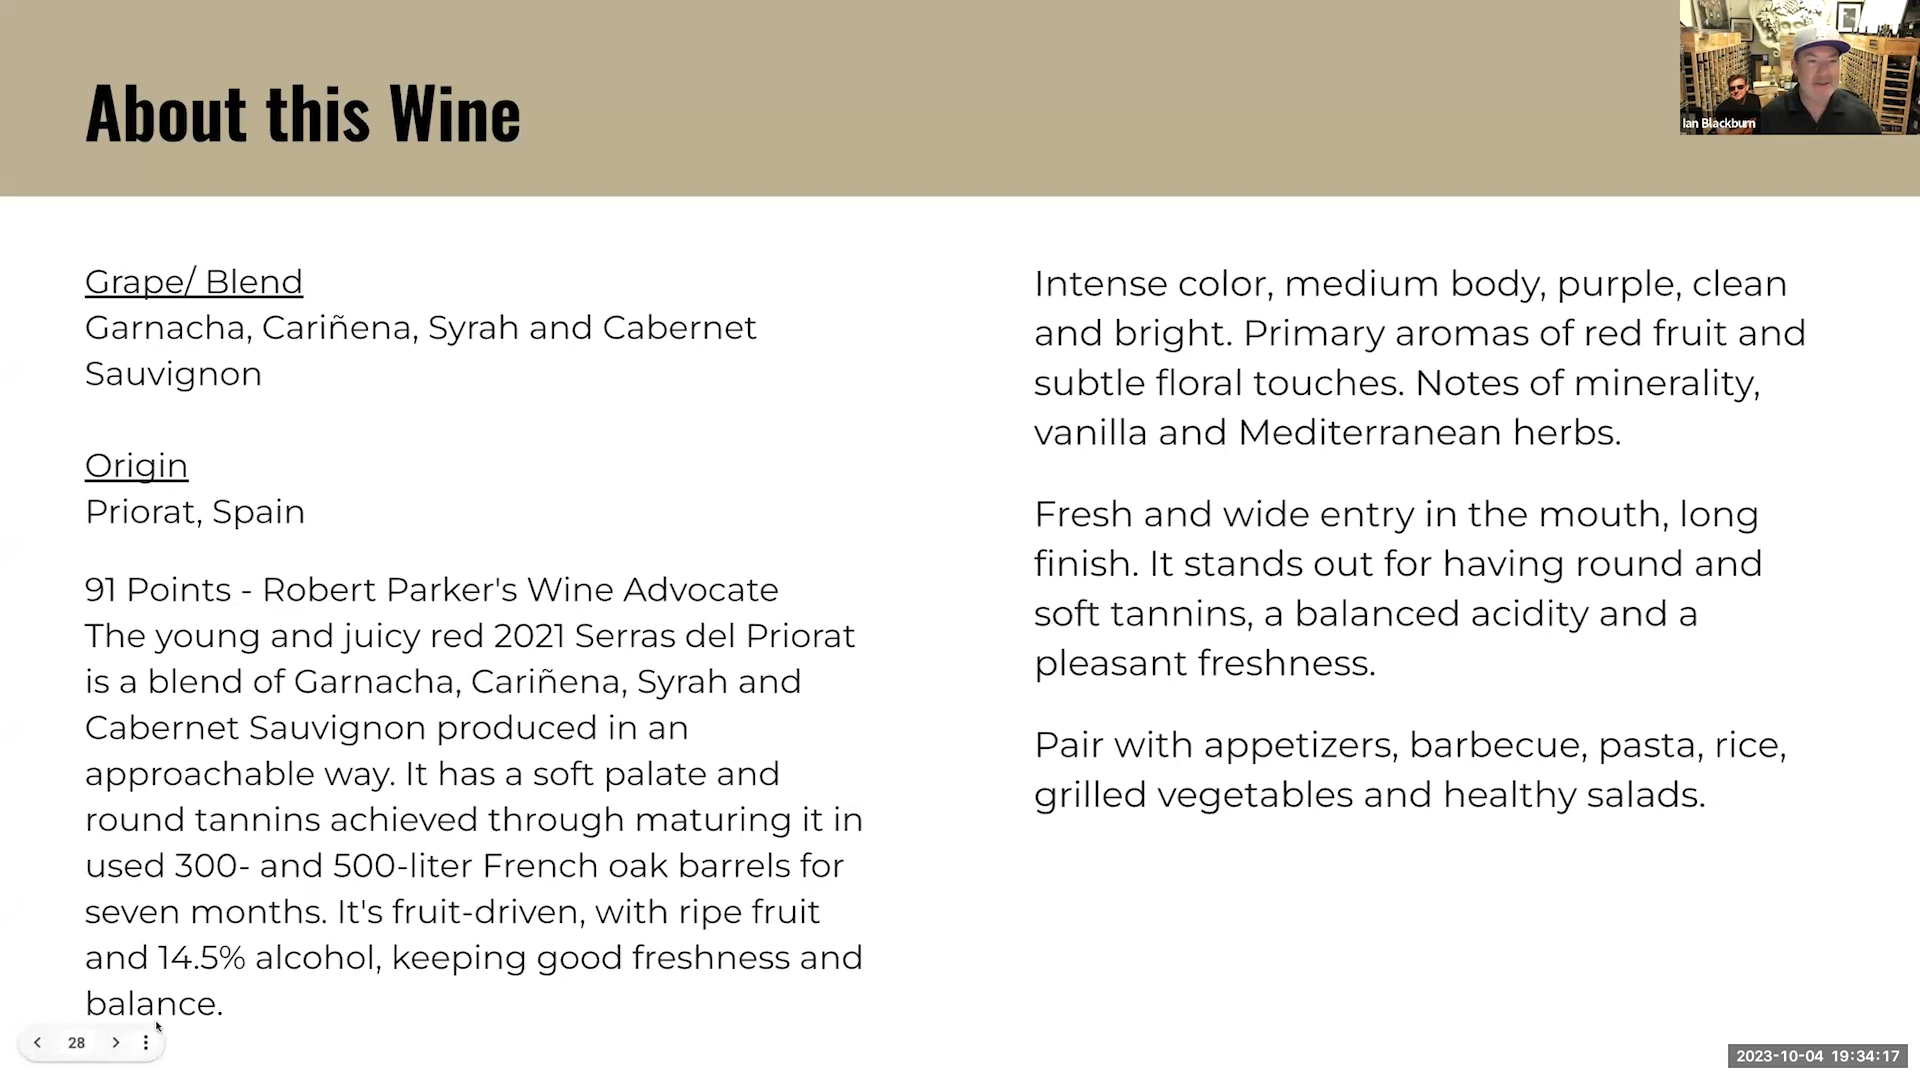 About this Wine
Ian Blackburn
Grape/ Blend
Garnacha, Cariñena, Syrah and Cabernet
Sauvignon
Origin
Priorat, Spain
91 Points - Robert Parker's Wine Advocate
The young and juicy red 2021 Serras del Priorat
is a blend of Garnacha, Cariñena, Syrah and
Cabernet Sauvignon produced in an
approachable way. It has a soft palate and
round tannins achieved through maturing it in
used 300- and 500-liter French oak barrels for
seven months. It's fruit-driven, with ripe fruit
and 14.5% alcohol, keeping good freshness and
balance.
Intense color, medium body, purple, clean
and bright. Primary aromas of red fruit and
subtle floral touches. Notes of minerality,
vanilla and Mediterranean herbs.
Fresh and wide entry in the mouth, long
finish. It stands out for having round and
soft tannins, a balanced acidity and a
pleasant freshness.
Pair with appetizers, barbecue, pasta, rice,
grilled vegetables and healthy salads.
28
2023-10-04 19:34:17